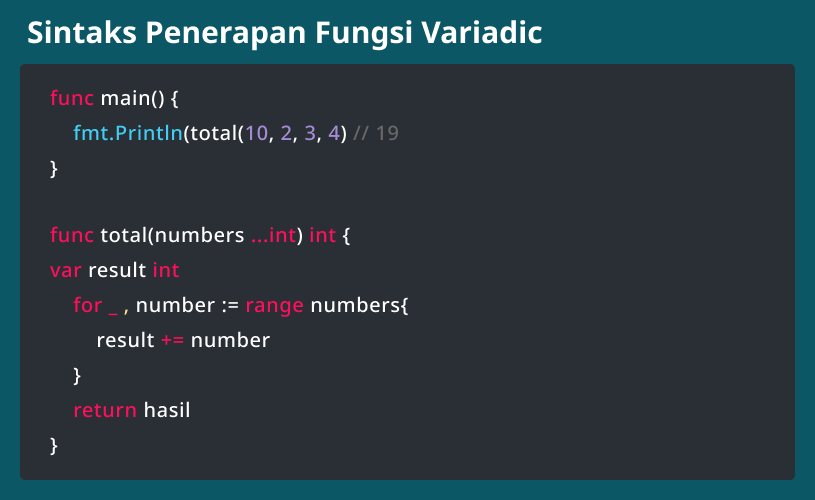 Sintaks Penerapan Fungsi Variadic
func main() {
fmt.Println(total(10, 2, 3, 4) // 19
}
func total(numbers ...int) int {
var result int
for _ , number := range numbers{
result += number
}
return hasil
}